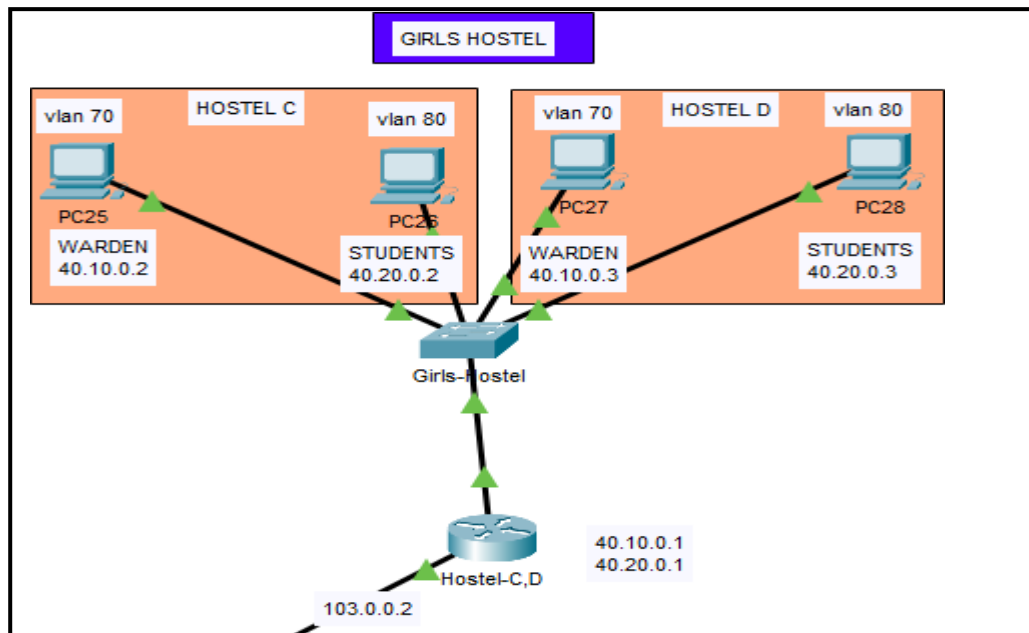 GIRLS HOSTEL
vlan 70
HOSTEL C
vlan 80
vlan 70
HOSTEL D
vlan 80
PC25
PC26
PC27
PC28
WARDEN
40.10.0.2
STUDENTS
40.20.0.2
WARDEN
40.10.0.3
STUDENTS
40.20.0.3
Girls-Hostel
Hostel-C,D
40.10.0.1
40.20.0.1
103.0.0.2